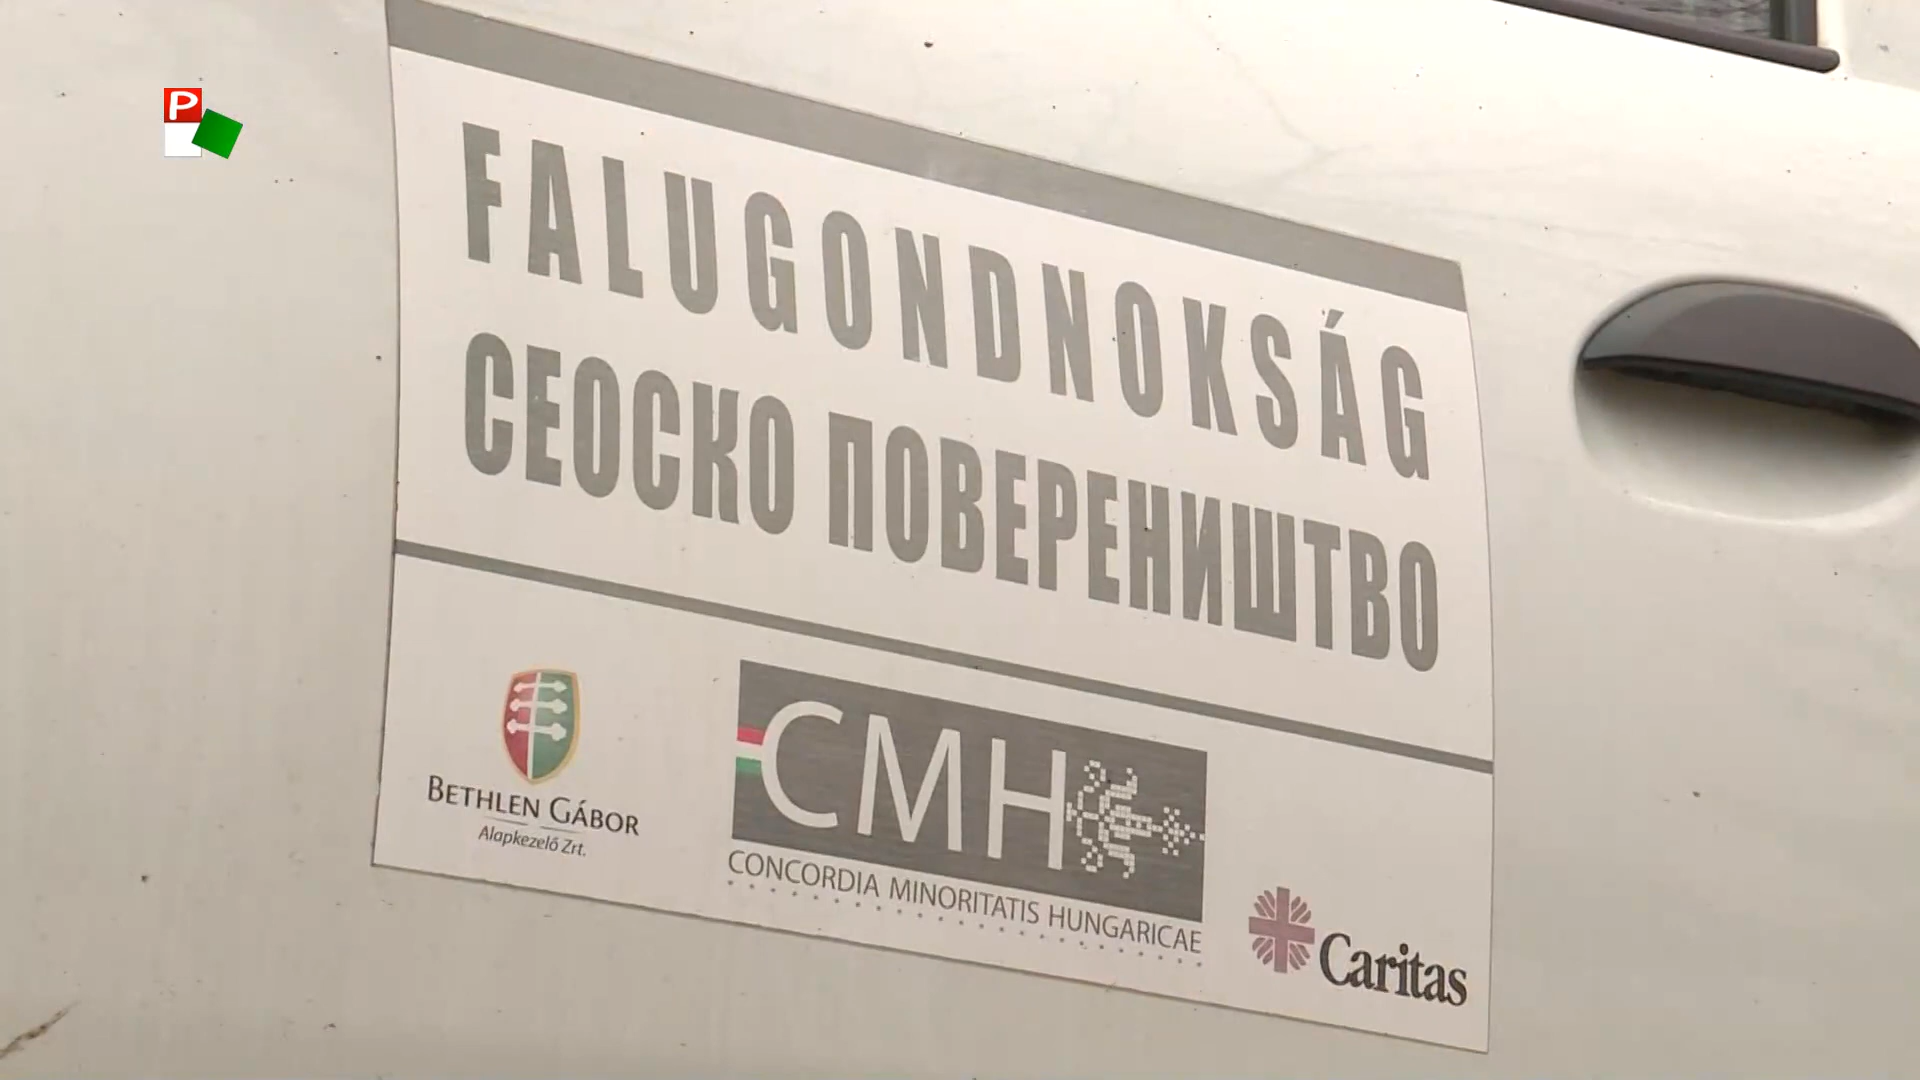 P
FALUGONDNOKSÁG
СЕОСКО ПОВЕРЕНИШТВО
BETHLEN GÁBOR
Alapkezelő Zrt.
CMH
CONCORDIA MINORITATIS HUNGARICAE
Caritas